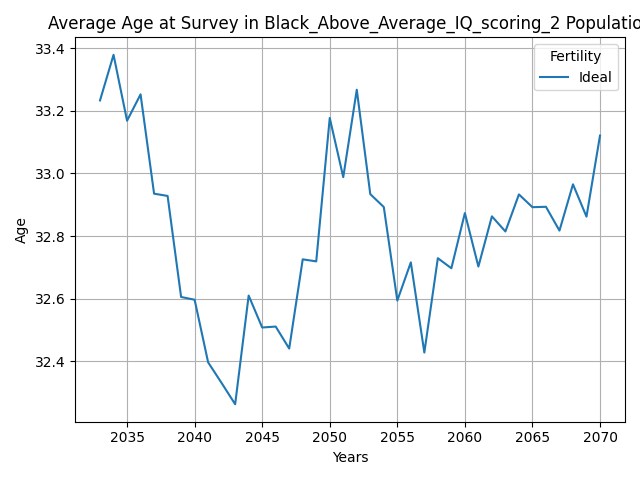 Average Age at Survey in Black_Above_Average_IQ_scoring_2 Populatio
33.4
33.2
33.0
32.8
32.6
32.4
Age
Fertility
Ideal
2035 2040 2045 2050 2055 2060 2065 2070
Years